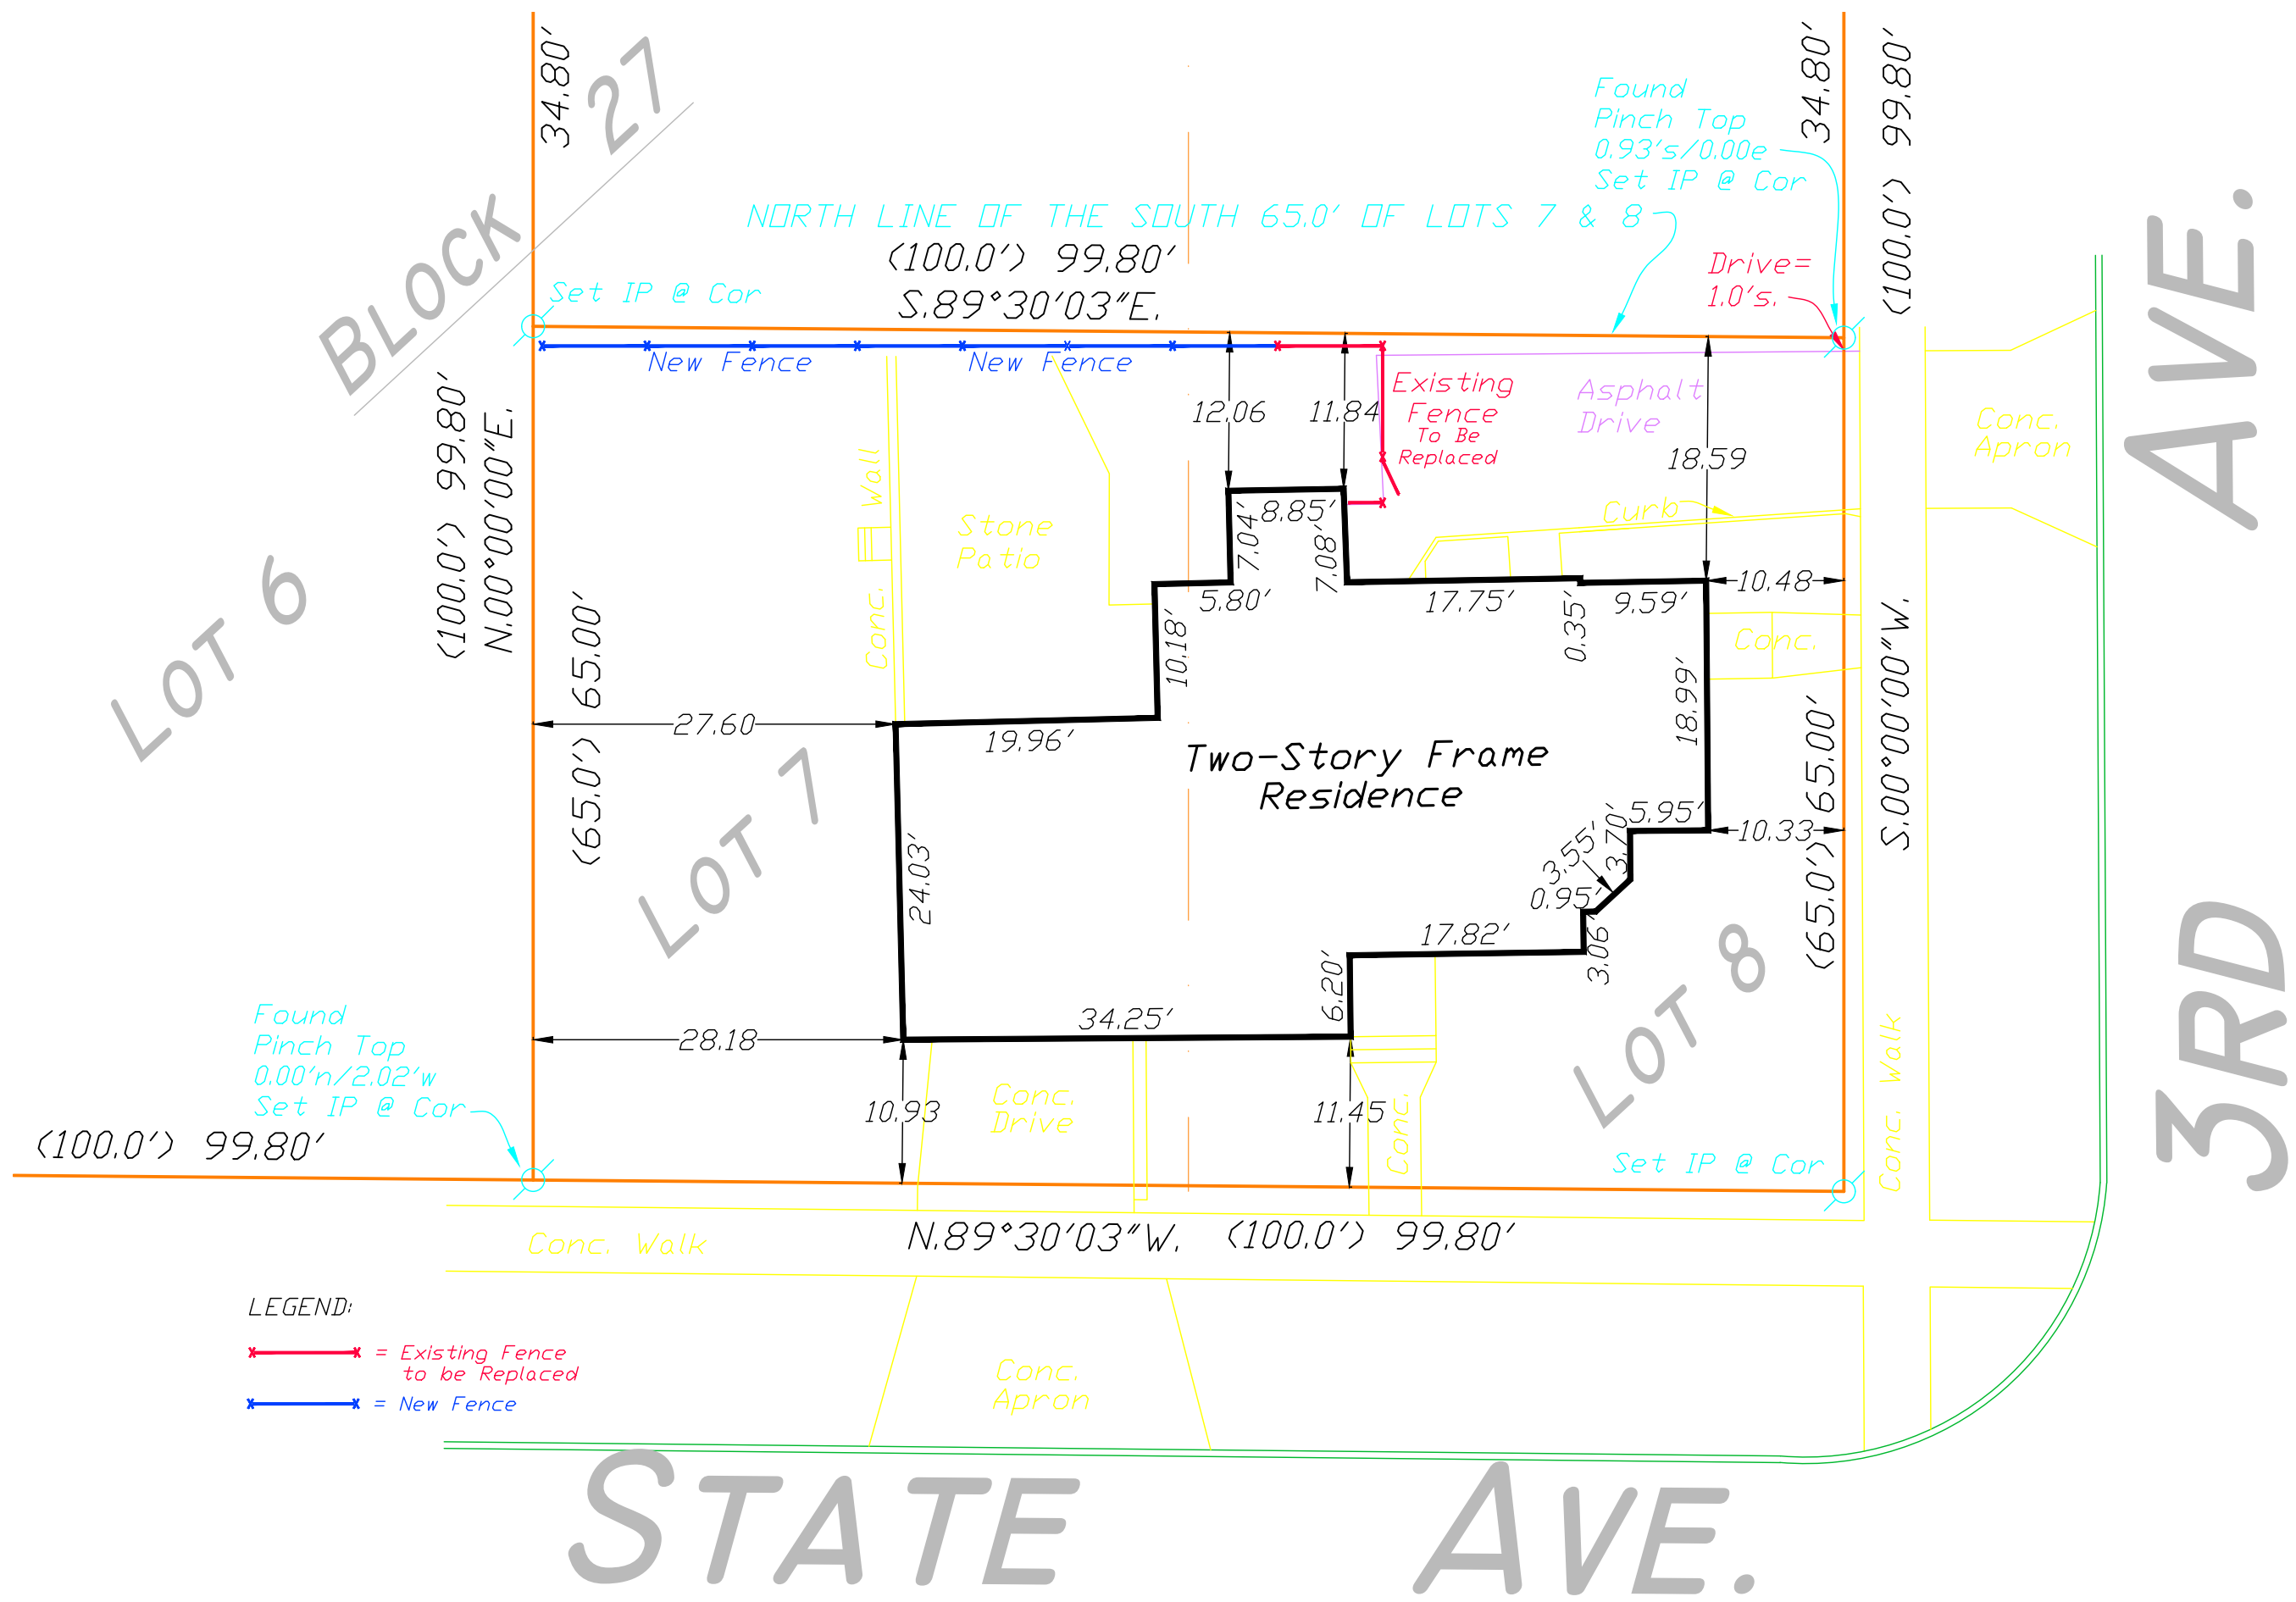 34.80'
34.80'
(100.0') 99.80'
BLOCK 27
Found
Pinch Top
0.93's/0.00e
Set IP @ Cor
NORTH LINE OF THE SOUTH 65.0' OF LOTS 7 & 8
(100.0') 99.80'
S.89°30'03"E.
Set IP @ Cor
Drive=
1.0's.
AVE.
New Fence
New Fence
12.06
11.84
Existing
Fence
To Be
Replaced
Asphalt
Drive
18.59
Conc.
Apron
(100.0') 99.80'
N.00°00'00"E.
Conc. Wall
Stone
Patio
8.85'
7.04'
7.08'
Curb
LOT 6
(65.0') 65.00'
5.80'
17.75'
0.35'
9.59'
10.48
10.18'
Conc.
S.00°00'00"W.
27.60
19.96'
18.99'
Two-Story Frame
Residence
LOT 7
24.03'
5.95'
10.33
3.70'
3.55'
0.95'
3.06'
17.82'
6.20'
(65.0') 65.00'
LOT 8
3RD
28.18
34.25'
Found
Pinch Top
0.00'n/2.02'w
Set IP @ Cor
(100.0') 99.80'
10.93
Conc.
Drive
11.45
Conc.
Set IP @ Cor
Conc. Walk
Conc. Walk
N.89°30'03"W. (100.0') 99.80'
LEGEND:
= Existing Fence
to be Replaced
= New Fence
Conc.
Apron
STATE AVE.